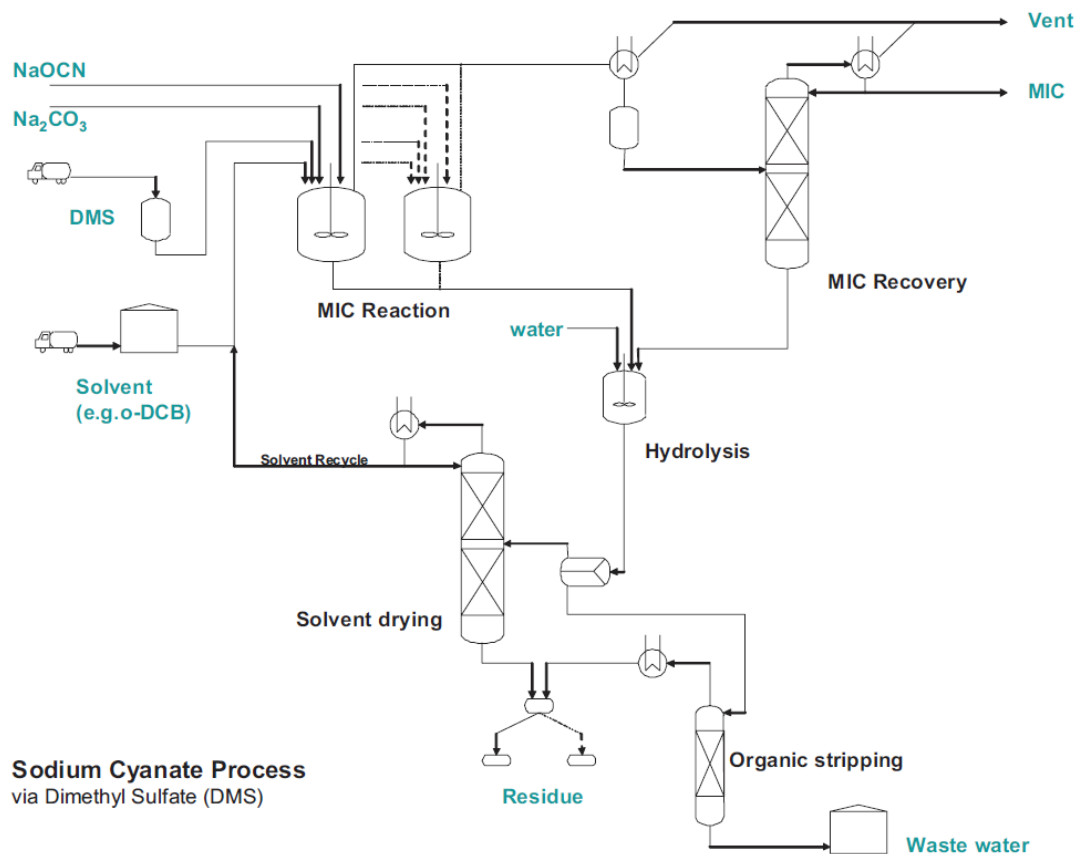 Vent
NaOCN
MIC
Na₂CO₃
DMS
MIC Recovery
MIC Reaction
water
Solvent
(e.g.o-DCB)
Hydrolysis
Solvent Recycle
Solvent drying
Organic stripping
Sodium Cyanate Process
via Dimethyl Sulfate (DMS)
Residue
Waste water